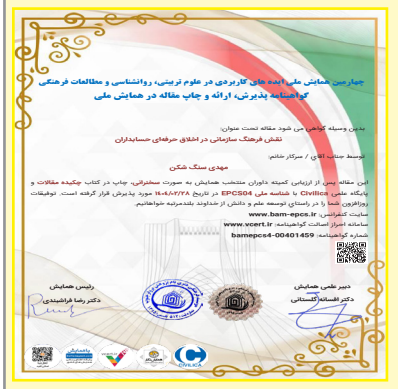 چهارمین همایش ملی ایده های کاربردی در علوم تربیتی، روانشناسی و مطالعات فرهنگی
گواهینامه پذیرش، ارائه و چاپ مقاله در همایش ملی
بدین وسیله گواهی می شود مقاله تحت عنوان:
نقش فرهنگ سازمانی در اخلاق حرفه‌ای حسابداران
توسط جناب آقای / سرکار خانم:
مهدی سنگ شکن
این مقاله پس از ارزیابی کمیته داوران منتخب همایش به صورت سخنرانی، چاپ در کتاب چکیده مقالات و
پایگاه علمی Civilica با شناسه ملی EPCS04 در تاریخ ۱۴۰۴/۰۲/۲۸ مورد پذیرش قرار گرفته است. توفیقات
روزافزون شما را در راستای توسعه علم و دانش از خداوند بلندمرتبه خواهانیم.
سایت کنفرانس: www.bam-epcs.ir
سامانه احراز اصالت گواهینامه: www.vcert.ir
شماره گواهینامه: bamepcs4-00401459
دبیر علمی همایش
رئیس همایش
دکتر افسانه گلستانی
دکتر رضا فراشبندی
CIVILICA